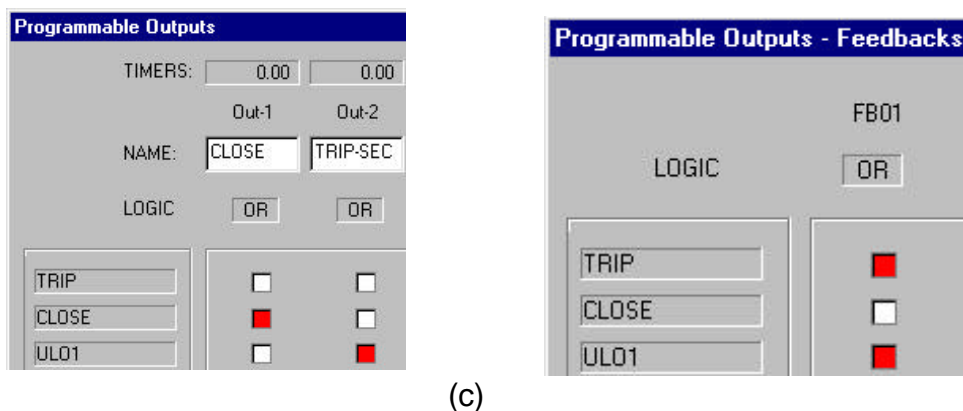 Programmable Outputs
TIMERS: 0.00 0.00
Out-1 Out-2
NAME: CLOSE TRIP-SEC
LOGIC OR OR
TRIP
CLOSE
ULO1
Programmable Outputs - Feedbacks
FB01
LOGIC OR
TRIP
CLOSE
ULO1
(c)